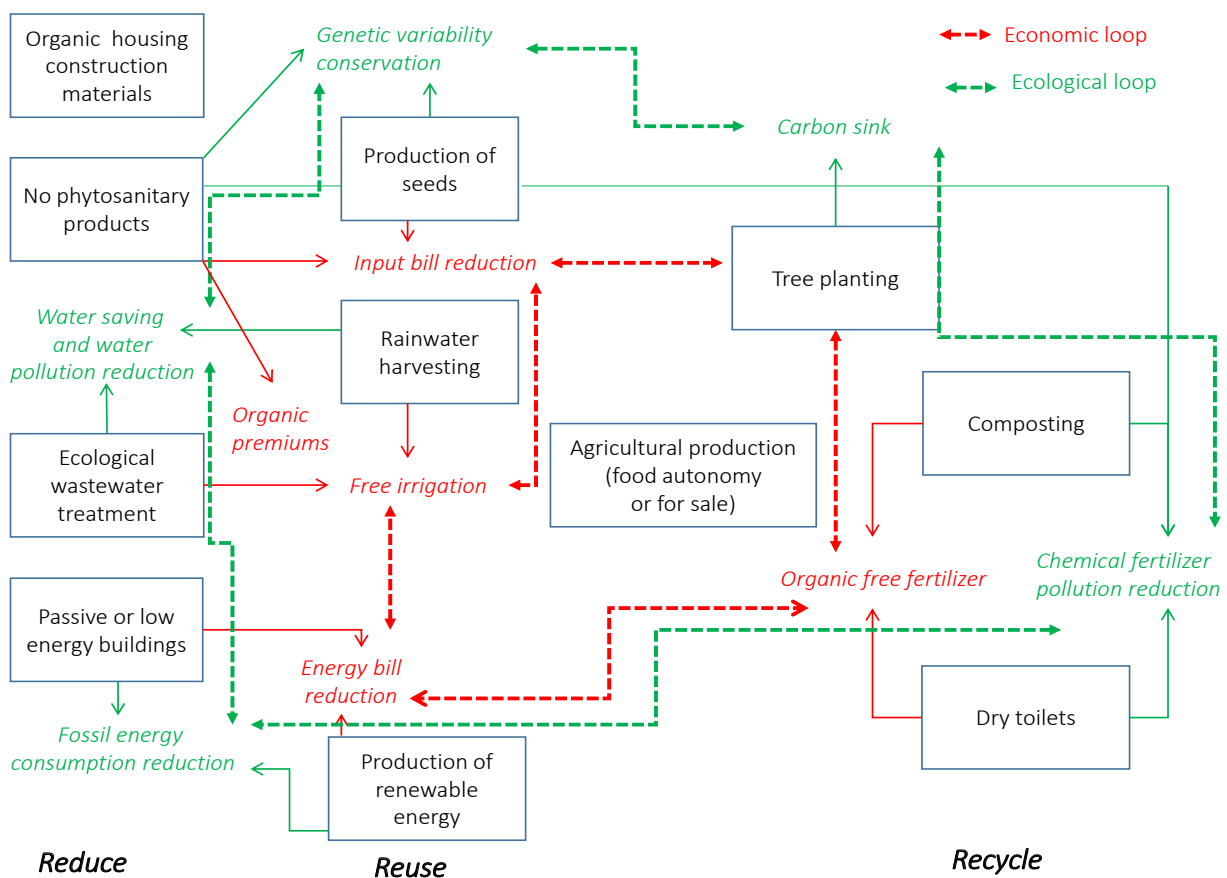 Organic housing
construction
materials
Genetic variability
conservation
Economic loop
Ecological loop
Carbon sink
No phytosanitary
products
Production of
seeds
Input bill reduction
Tree planting
Water saving
and water
pollution reduction
Rainwater
harvesting
Organic
premiums
Composting
Agricultural production
(food autonomy
or for sale)
Ecological
wastewater
treatment
Free irrigation
Organic free fertilizer
Chemical fertilizer
pollution reduction
Passive or low
energy buildings
Energy bill
reduction
Dry toilets
Fossil energy
consumption reduction
Production of
renewable
energy
Reduce
Reuse
Recycle